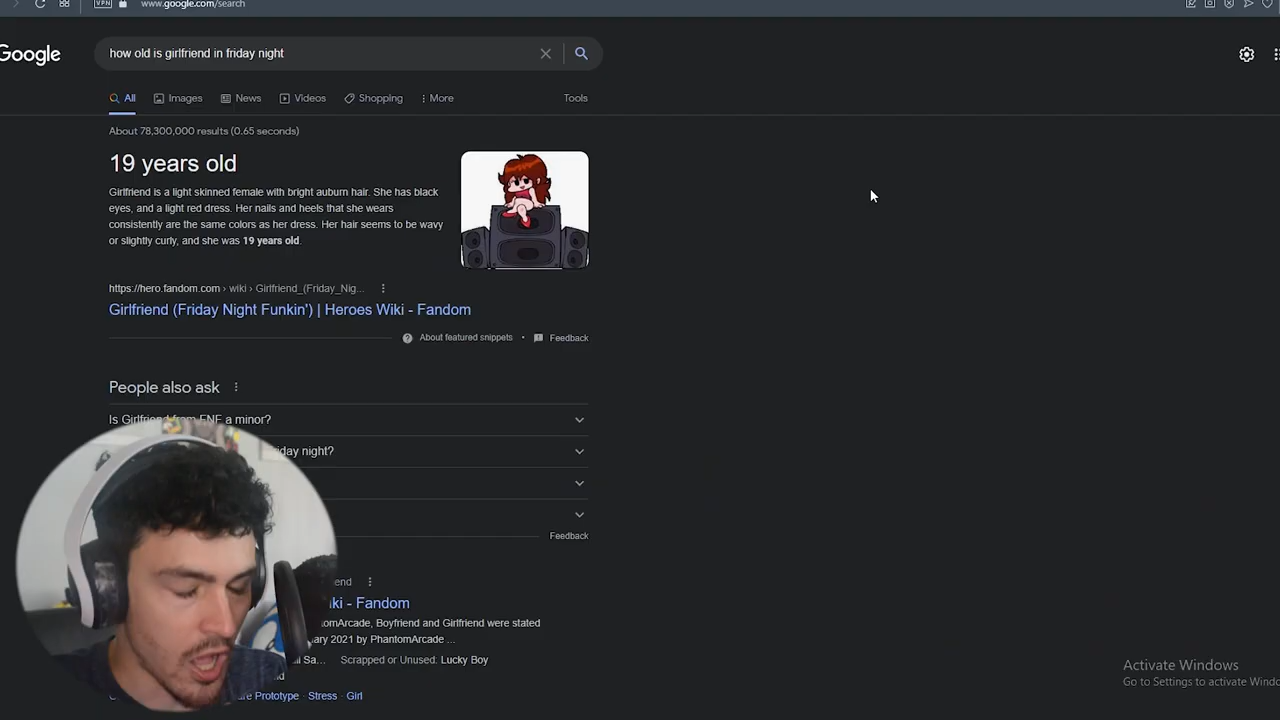 VPN www.google.com/search
Google how old is girlfriend in friday night
All Images News Videos Shopping More Tools
About 78,300,000 results (0.65 seconds)
19 years old
Girlfriend is a light skinned female with bright auburn hair. She has black
eyes, and a light red dress. Her nails and heels that she wears
consistently are the same colors as her dress. Her hair seems to be wavy
or slightly curly, and she was 19 years old.
https://hero.fandom.com › wiki › Girlfriend_(Friday_Nig...
Girlfriend (Friday Night Funkin') | Heroes Wiki - Fandom
About featured snippets • Feedback
People also ask
Is Girlfriend from FNF a minor?
night?
Feedback
end
- Fandom
Boyfriend and Girlfriend were stated
2021 by PhantomArcade ...
Scrapped or Unused. Lucky Boy
Prototype · Stress · Girl
Activate Windows
Go to Settings to activate